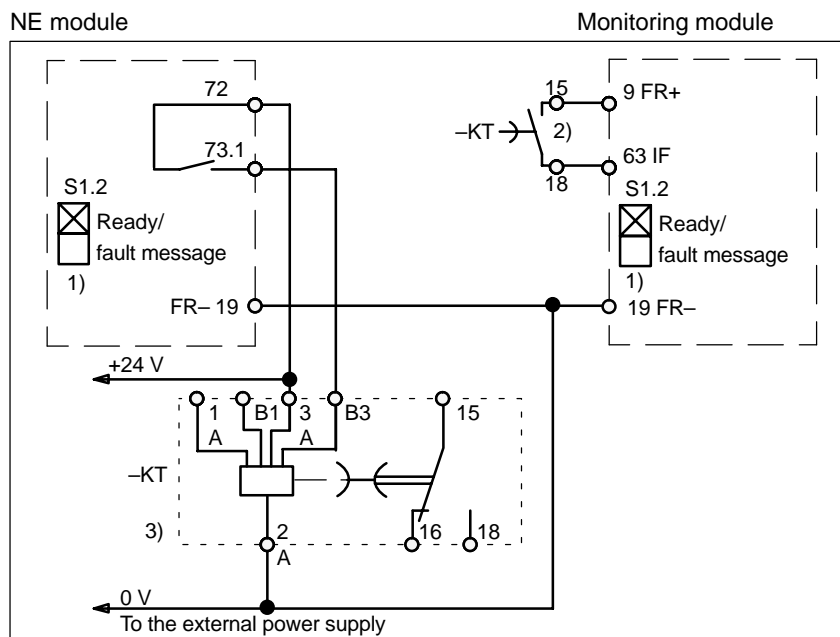 NE module
Monitoring module
72
15
9 FR+
–KT
2)
73.1
63 IF
18
S1.2
Ready/
fault message
1)
S1.2
Ready/
fault message
1)
FR– 19
19 FR–
+24 V
1
B1
3
B3
15
A
A
–KT
3)
2
16
18
A
0 V
To the external power supply